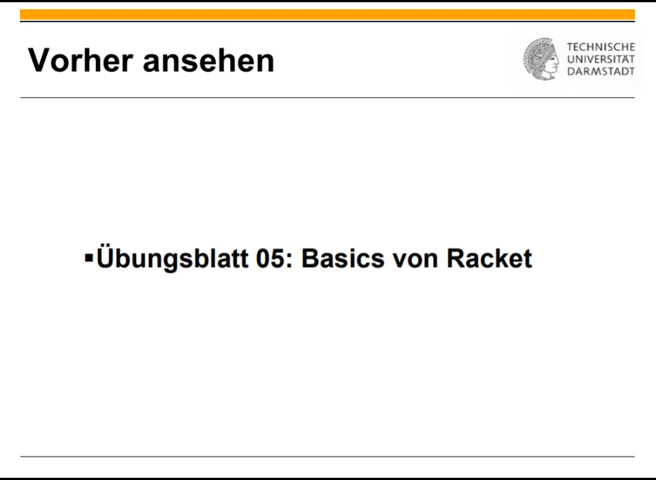 Vorher ansehen
TECHNISCHE
UNIVERSITÄT
DARMSTADT
▪Übungsblatt 05: Basics von Racket